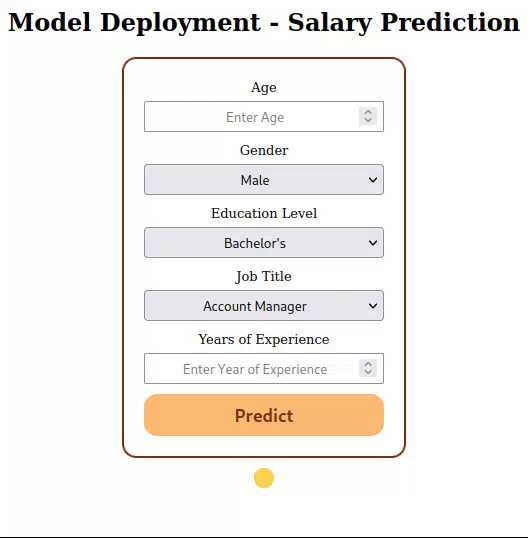 Model Deployment - Salary Prediction
Age
Enter Age
Gender
Male
Education Level
Bachelor's
Job Title
Account Manager
Years of Experience
Enter Year of Experience
Predict